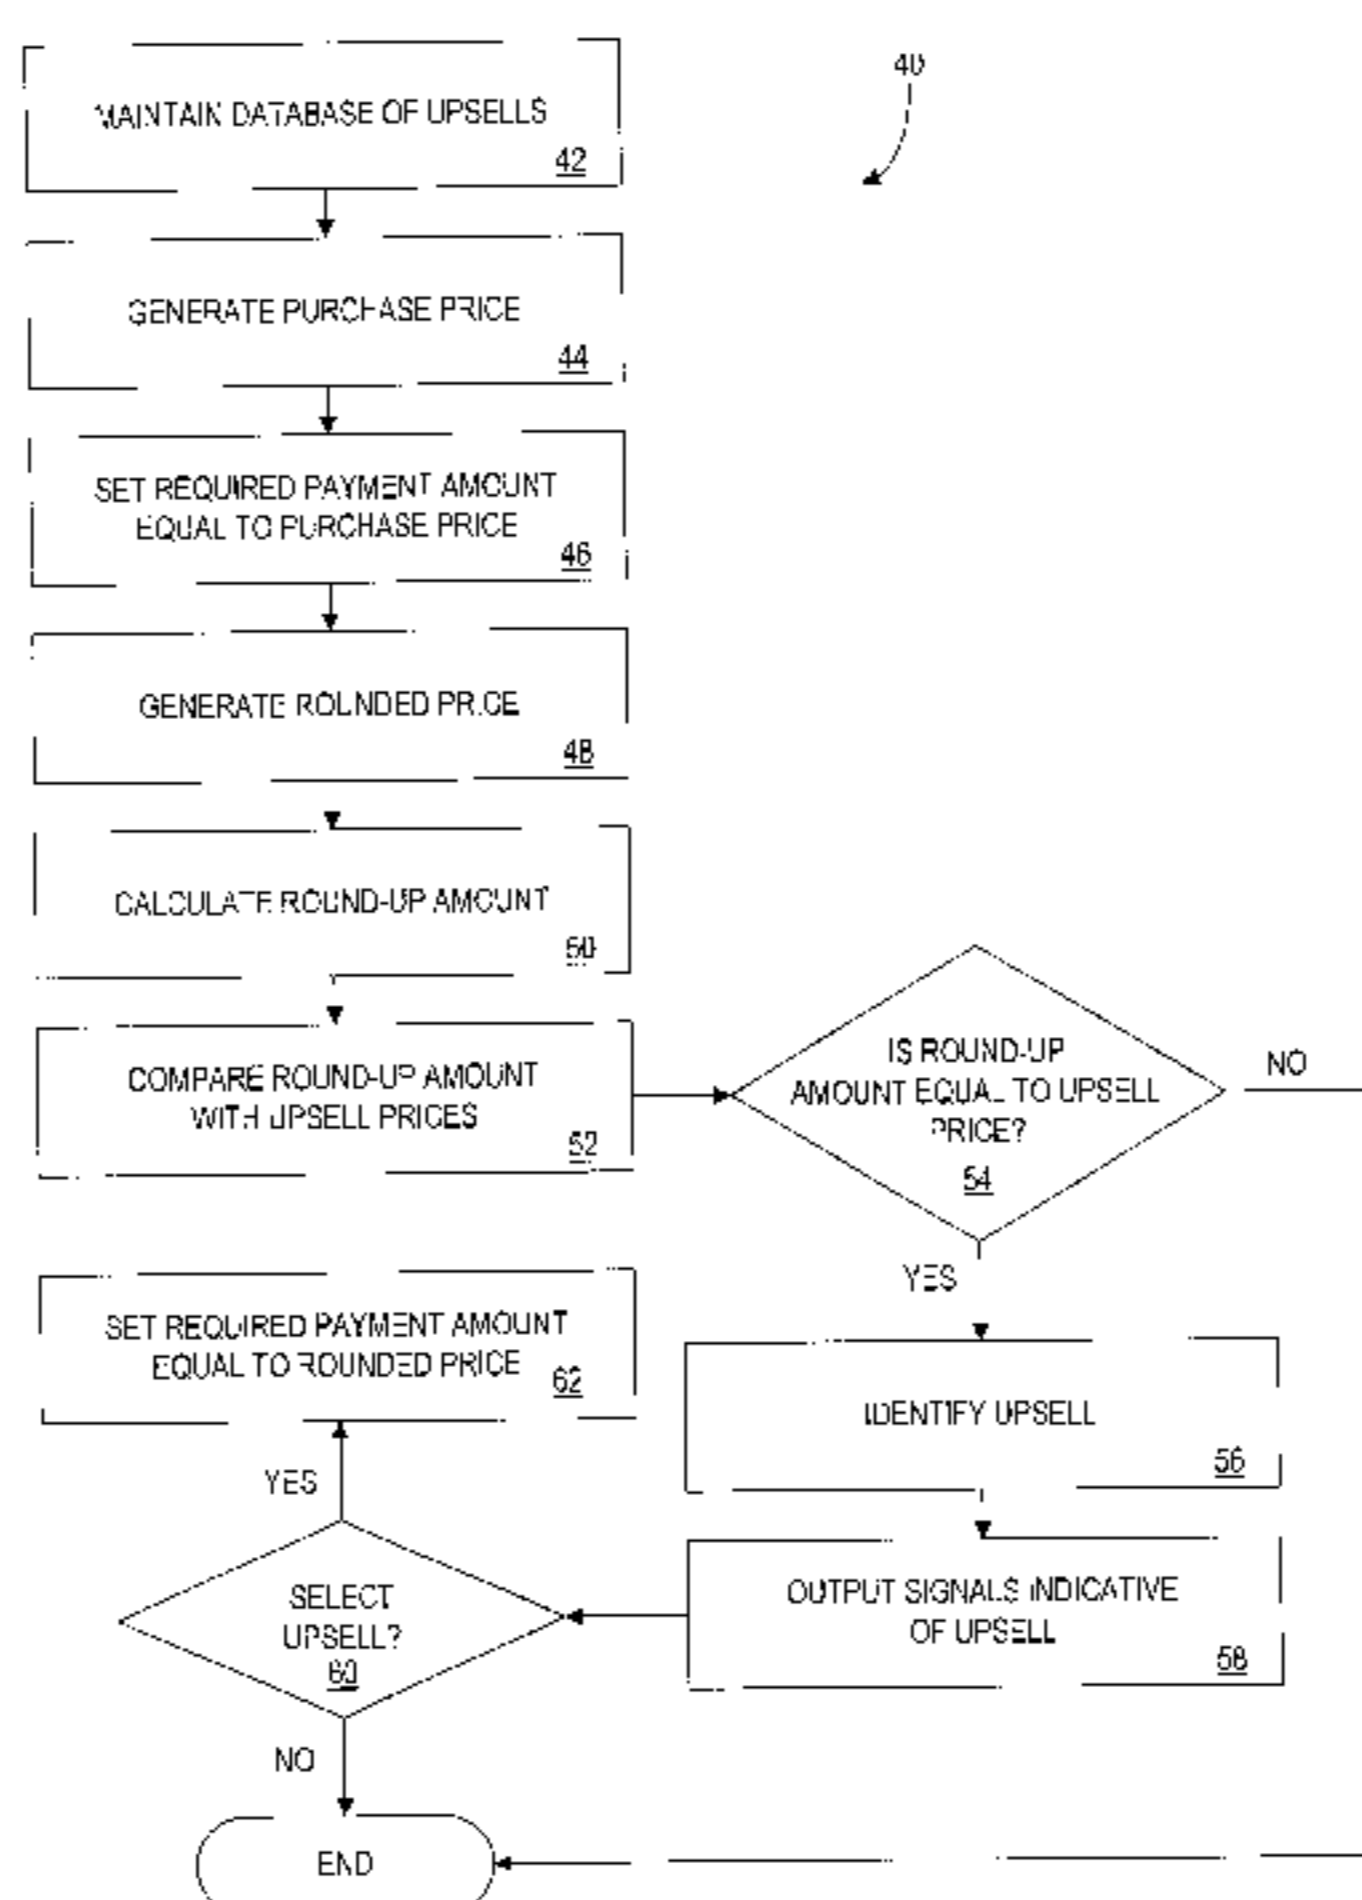 40
MAINTAIN DATABASE OF UPSELLS
42
GENERATE PURCHASE PRICE
44
SET REQUIRED PAYMENT AMOUNT
EQUAL TO PURCHASE PRICE
46
GENERATE ROUNDED PRICE
48
CALCULATE ROUND-UP AMOUNT
50
COMPARE ROUND-UP AMOUNT
WITH UPSELL PRICES
52
IS ROUND-UP
AMOUNT EQUAL TO UPSELL
PRICE?
54
NO
YES
SET REQUIRED PAYMENT AMOUNT
EQUAL TO ROUNDED PRICE
62
IDENTIFY UPSELL
56
YES
SELECT
UPSELL?
60
OUTPUT SIGNALS INDICATIVE
OF UPSELL
58
NO
END